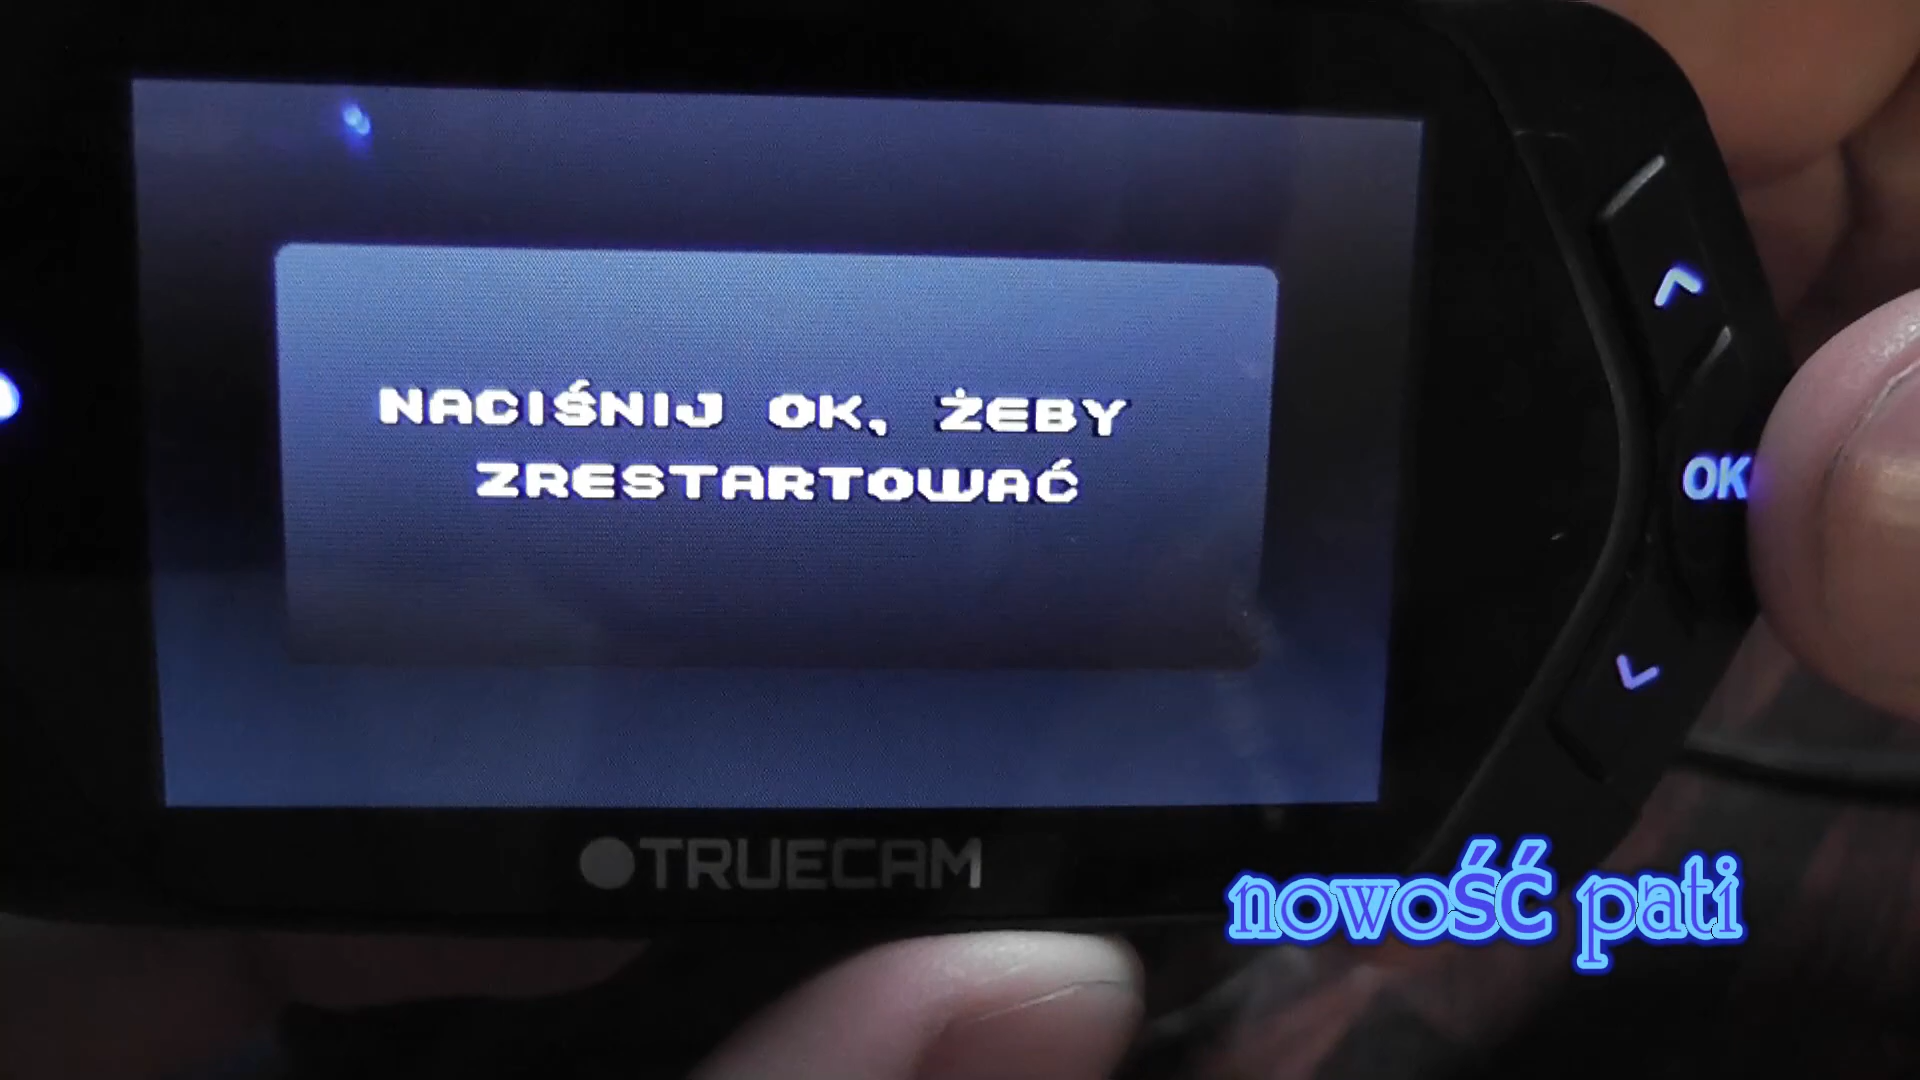 NACIŚNIJ OK, ŻEBY
ZRESTARTOWAĆ
OK
TRUECAM
nowość pati